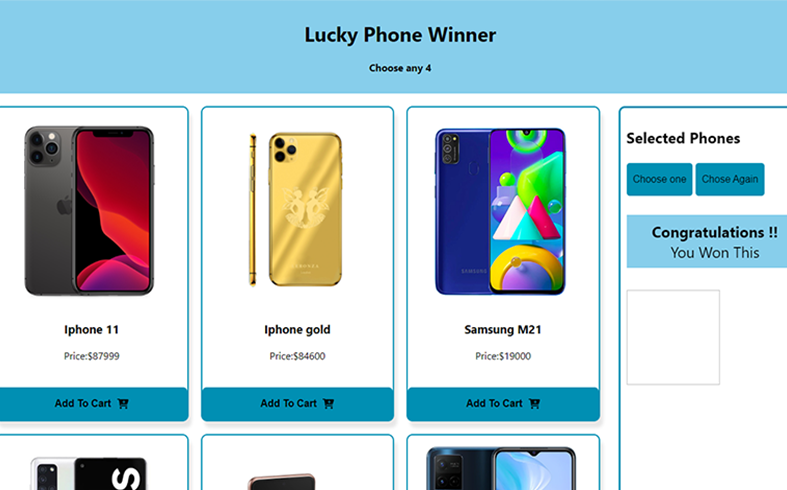 Lucky Phone Winner
Choose any 4
SAMSUNG
Iphone 11
Price:$87999
Add To Cart
Iphone gold
Price:$84600
Add To Cart
Samsung M21
Price:$19000
Add To Cart
S
Selected Phones
Choose one
Chose Again
Congratulations !!
You Won This